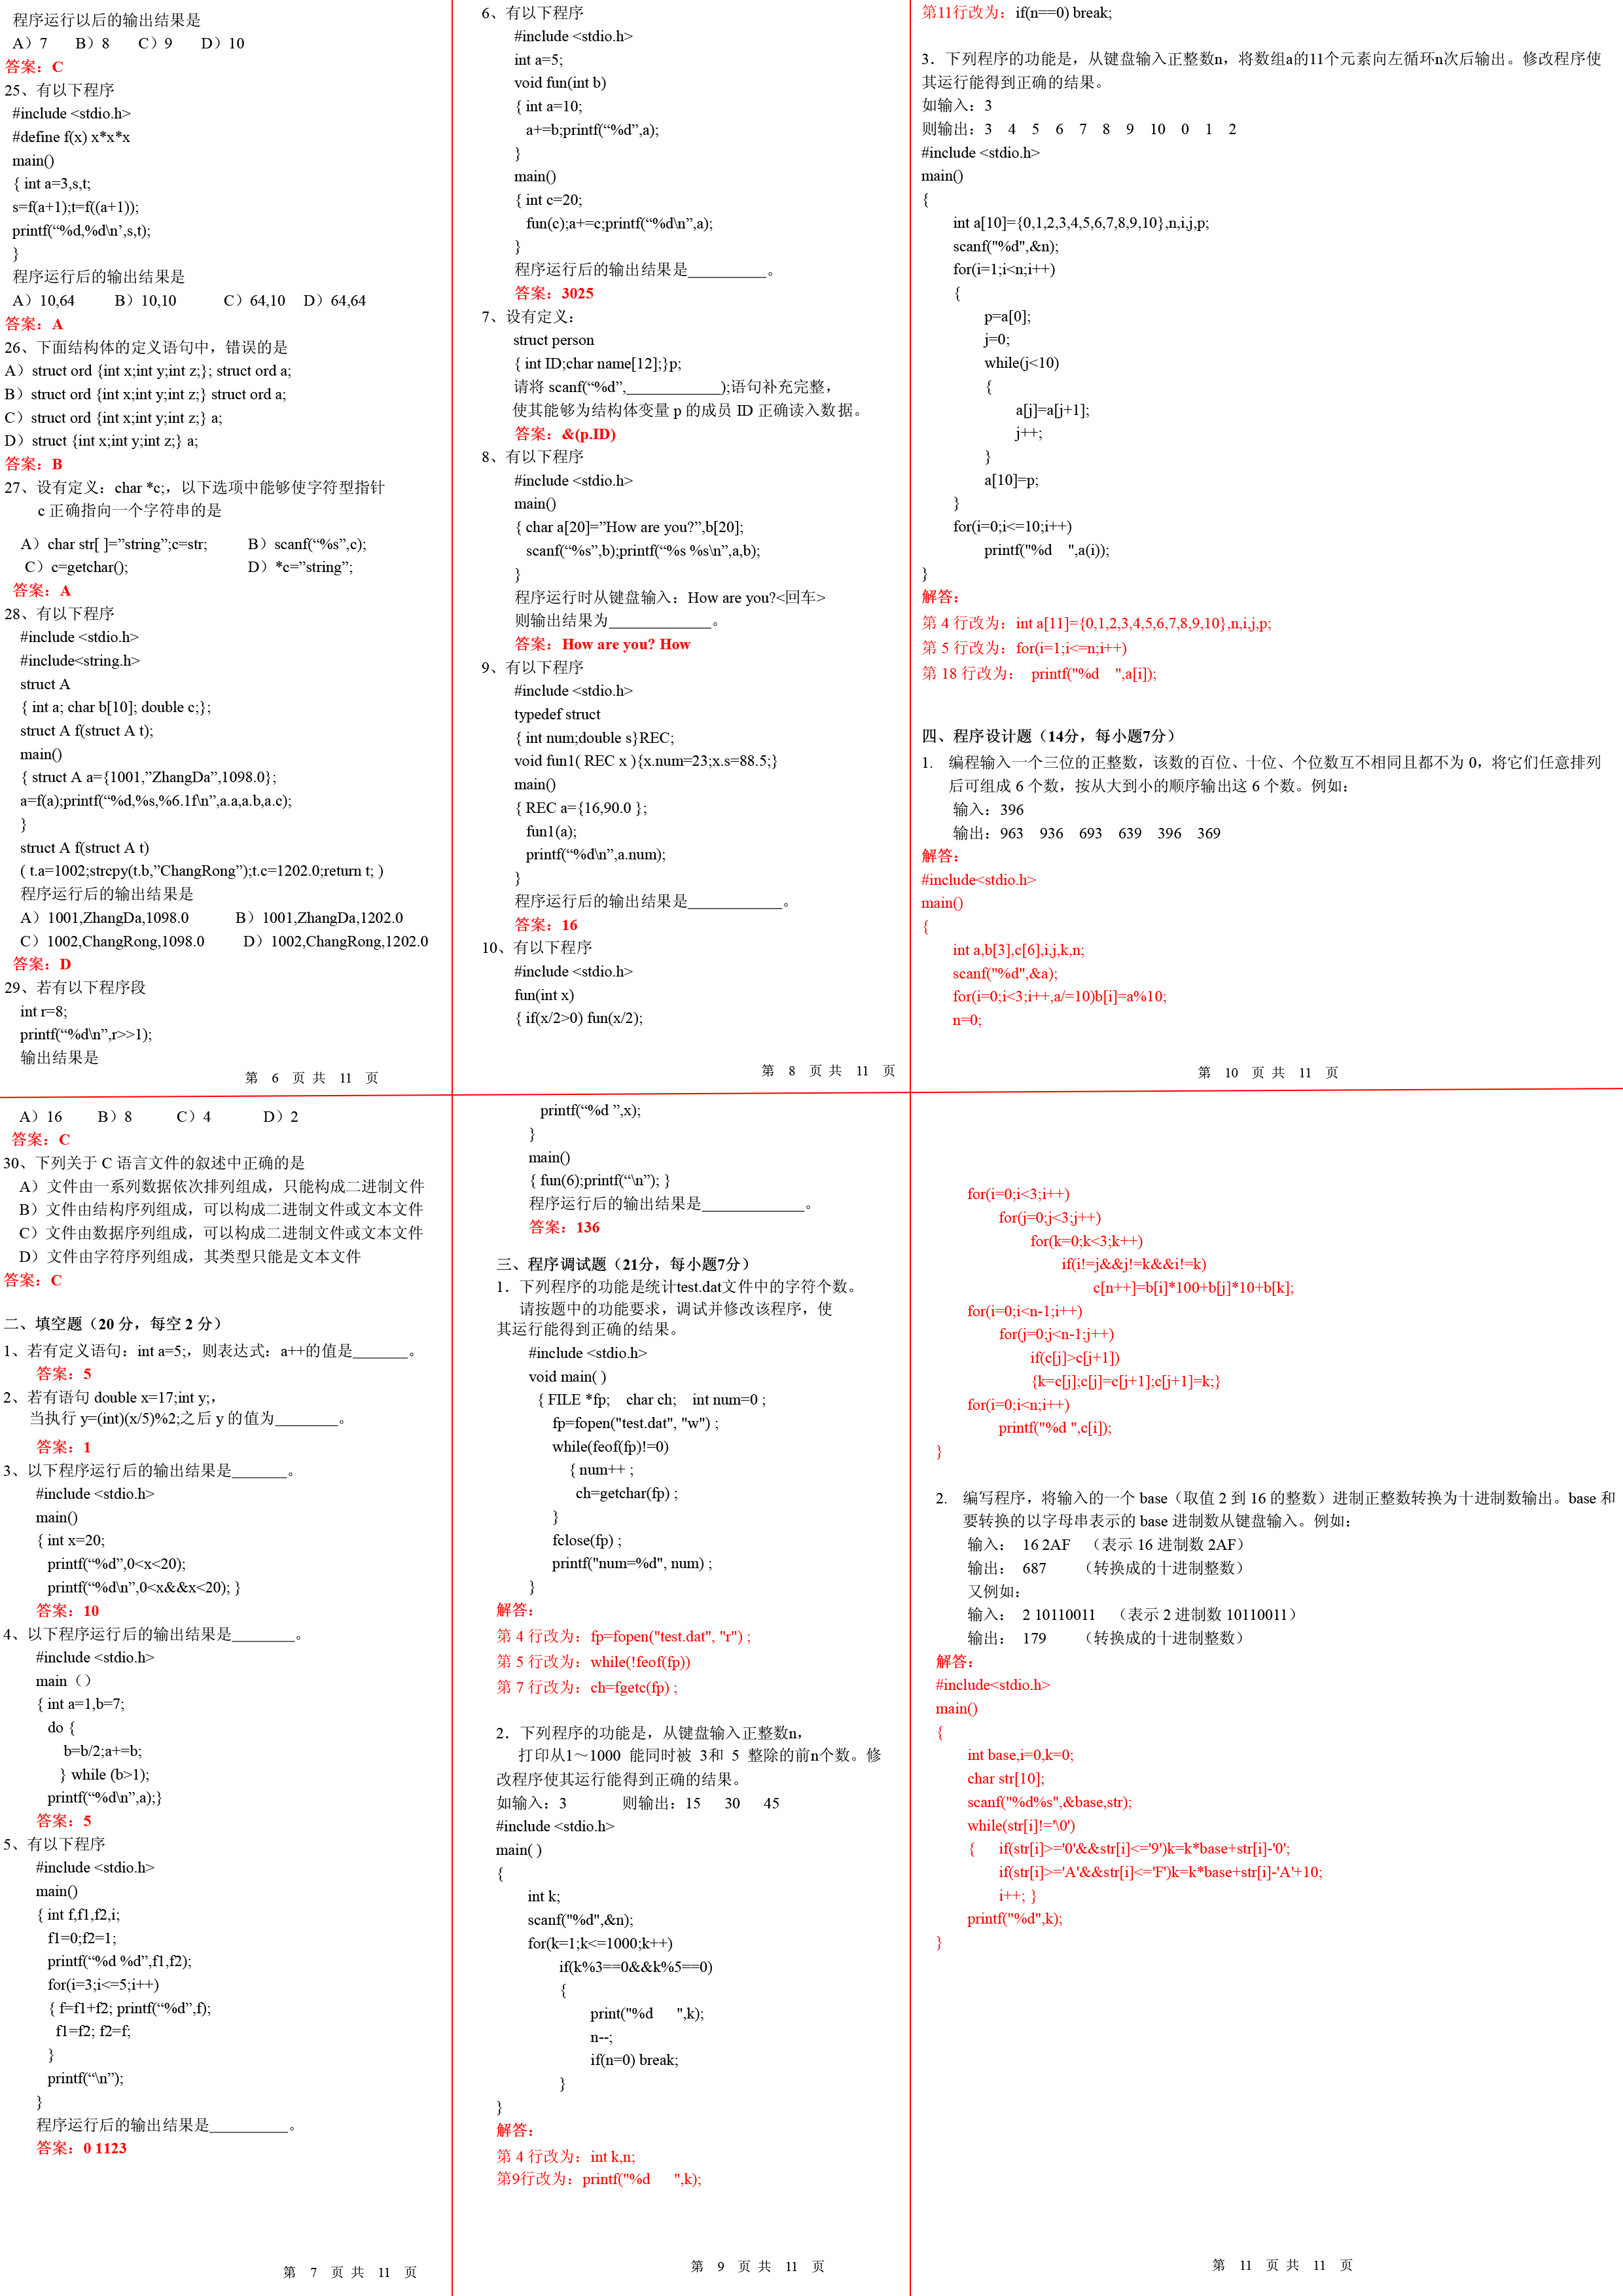 程序运行以后的输出结果是
A）7 B）8 C）9 D）10
答案：C
25、有以下程序
#include <stdio.h>
#define f(x) x*x*x
main()
{ int a=3,s,t;
s=f(a+1);t=f((a+1));
printf(“%d,%d\n’,s,t);
}
程序运行后的输出结果是
A）10,64 B）10,10 C）64,10 D）64,64
答案：A
26、下面结构体的定义语句中，错误的是
A）struct ord {int x;int y;int z;}; struct ord a;
B）struct ord {int x;int y;int z;} struct ord a;
C）struct ord {int x;int y;int z;} a;
D）struct {int x;int y;int z;} a;
答案：B
27、设有定义：char *c;，以下选项中能够使字符型指针
c 正确指向一个字符串的是
A）char str[ ]=”string”;c=str; B）scanf(“%s”,c);
C）c=getchar(); D）*c=”string”;
答案：A
28、有以下程序
#include <stdio.h>
#include<string.h>
struct A
{ int a; char b[10]; double c;};
struct A f(struct A t);
main()
{ struct A a={1001,”ZhangDa”,1098.0};
a=f(a);printf(“%d,%s,%6.1f\n”,a.a,a.b,a.c);
}
struct A f(struct A t)
( t.a=1002;strcpy(t.b,”ChangRong”);t.c=1202.0;return t; )
程序运行后的输出结果是
A）1001,ZhangDa,1098.0 B）1001,ZhangDa,1202.0
C）1002,ChangRong,1098.0 D）1002,ChangRong,1202.0
答案：D
29、若有以下程序段
int r=8;
printf(“%d\n”,r>>1);
输出结果是
第 6 页 共 11 页
A）16 B）8 C）4 D）2
答案：C
30、下列关于 C 语言文件的叙述中正确的是
A）文件由一系列数据依次排列组成，只能构成二进制文件
B）文件由结构序列组成，可以构成二进制文件或文本文件
C）文件由数据序列组成，可以构成二进制文件或文本文件
D）文件由字符序列组成，其类型只能是文本文件
答案：C
二、填空题（20 分，每空 2 分）
1、若有定义语句：int a=5;，则表达式：a++的值是_______。
答案：5
2、若有语句 double x=17;int y;，
当执行 y=(int)(x/5)%2;之后 y 的值为________。
答案：1
3、以下程序运行后的输出结果是_______。
#include <stdio.h>
main()
{ int x=20;
printf(“%d”,0<x<20);
printf(“%d\n”,0<x&&x<20); }
答案：10
4、以下程序运行后的输出结果是________。
#include <stdio.h>
main（）
{ int a=1,b=7;
do {
b=b/2;a+=b;
} while (b>1);
printf(“%d\n”,a);}
答案：5
5、有以下程序
#include <stdio.h>
main()
{ int f,f1,f2,i;
f1=0;f2=1;
printf(“%d %d”,f1,f2);
for(i=3;i<=5;i++)
{ f=f1+f2; printf(“%d”,f);
f1=f2; f2=f;
}
printf(“\n”);
}
程序运行后的输出结果是__________。
答案：0 1123
第 7 页 共 11 页
6、有以下程序
#include <stdio.h>
int a=5;
void fun(int b)
{ int a=10;
a+=b;printf(“%d”,a);
}
main()
{ int c=20;
fun(c);a+=c;printf(“%d\n”,a);
}
程序运行后的输出结果是__________。
答案：3025
7、设有定义：
struct person
{ int ID;char name[12];}p;
请将 scanf(“%d”,____________);语句补充完整，
使其能够为结构体变量 p 的成员 ID 正确读入数据。
答案：&(p.ID)
8、有以下程序
#include <stdio.h>
main()
{ char a[20]=”How are you?”,b[20];
scanf(“%s”,b);printf(“%s %s\n”,a,b);
}
程序运行时从键盘输入：How are you?<回车>
则输出结果为_____________。
答案：How are you? How
9、有以下程序
#include <stdio.h>
typedef struct
{ int num;double s}REC;
void fun1( REC x ){x.num=23;x.s=88.5;}
main()
{ REC a={16,90.0 };
fun1(a);
printf(“%d\n”,a.num);
}
程序运行后的输出结果是____________。
答案：16
10、有以下程序
#include <stdio.h>
fun(int x)
{ if(x/2>0) fun(x/2);
第 8 页 共 11 页
printf(“%d ”,x);
}
main()
{ fun(6);printf(“\n”); }
程序运行后的输出结果是_____________。
答案：136
三、程序调试题（21分，每小题7分）
1．下列程序的功能是统计test.dat文件中的字符个数。
请按题中的功能要求，调试并修改该程序，使
其运行能得到正确的结果。
#include <stdio.h>
void main( )
{ FILE *fp; char ch; int num=0 ;
fp=fopen("test.dat", "w") ;
while(feof(fp)!=0)
{ num++ ;
ch=getchar(fp) ;
}
fclose(fp) ;
printf("num=%d", num) ;
}
解答：
第 4 行改为：fp=fopen("test.dat", "r") ;
第 5 行改为：while(!feof(fp))
第 7 行改为：ch=fgetc(fp) ;
2．下列程序的功能是，从键盘输入正整数n，
打印从1～1000 能同时被 3和 5 整除的前n个数。修
改程序使其运行能得到正确的结果。
如输入：3 则输出：15 30 45
#include <stdio.h>
main( )
{
int k;
scanf("%d",&n);
for(k=1;k<=1000;k++)
if(k%3==0&&k%5==0)
{
print("%d ",k);
n--;
if(n=0) break;
}
}
解答：
第 4 行改为：int k,n;
第9行改为：printf("%d ",k);
第 9 页 共 11 页
第11行改为：if(n==0) break;
3．下列程序的功能是，从键盘输入正整数n，将数组a的11个元素向左循环n次后输出。修改程序使
其运行能得到正确的结果。
如输入：3
则输出：3 4 5 6 7 8 9 10 0 1 2
#include <stdio.h>
main()
{
int a[10]={0,1,2,3,4,5,6,7,8,9,10},n,i,j,p;
scanf("%d",&n);
for(i=1;i<n;i++)
{
p=a[0];
j=0;
while(j<10)
{
a[j]=a[j+1];
j++;
}
a[10]=p;
}
for(i=0;i<=10;i++)
printf("%d ",a(i));
}
解答：
第 4 行改为：int a[11]={0,1,2,3,4,5,6,7,8,9,10},n,i,j,p;
第 5 行改为：for(i=1;i<=n;i++)
第 18 行改为： printf("%d ",a[i]);
四、程序设计题（14分，每小题7分）
1. 编程输入一个三位的正整数，该数的百位、十位、个位数互不相同且都不为 0，将它们任意排列
后可组成 6 个数，按从大到小的顺序输出这 6 个数。例如：
输入：396
输出：963 936 693 639 396 369
解答：
#include<stdio.h>
main()
{
int a,b[3],c[6],i,j,k,n;
scanf("%d",&a);
for(i=0;i<3;i++,a/=10)b[i]=a%10;
n=0;
第 10 页 共 11 页
for(i=0;i<3;i++)
for(j=0;j<3;j++)
for(k=0;k<3;k++)
if(i!=j&&j!=k&&i!=k)
c[n++]=b[i]*100+b[j]*10+b[k];
for(i=0;i<n-1;i++)
for(j=0;j<n-1;j++)
if(c[j]>c[j+1])
{k=c[j];c[j]=c[j+1];c[j+1]=k;}
for(i=0;i<n;i++)
printf("%d ",c[i]);
}
2. 编写程序，将输入的一个 base（取值 2 到 16 的整数）进制正整数转换为十进制数输出。base 和
要转换的以字母串表示的 base 进制数从键盘输入。例如：
输入： 16 2AF （表示 16 进制数 2AF）
输出： 687 （转换成的十进制整数）
又例如：
输入： 2 10110011 （表示 2 进制数 10110011）
输出： 179 （转换成的十进制整数）
解答：
#include<stdio.h>
main()
{
int base,i=0,k=0;
char str[10];
scanf("%d%s",&base,str);
while(str[i]!='\0')
{ if(str[i]>='0'&&str[i]<='9')k=k*base+str[i]-'0';
if(str[i]>='A'&&str[i]<='F')k=k*base+str[i]-'A'+10;
i++; }
printf("%d",k);
}
第 11 页 共 11 页